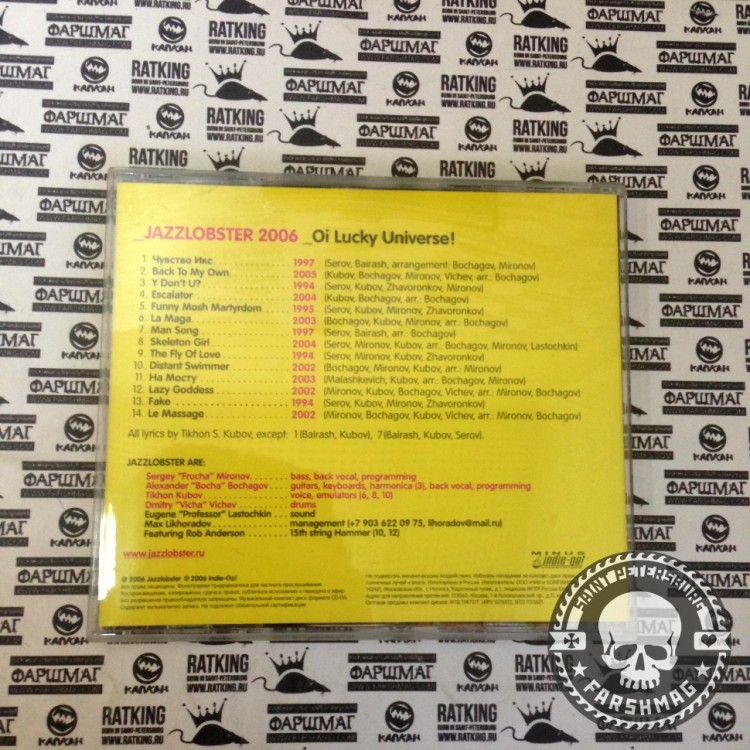 _JAZZLOBSTER 2006 _Oi Lucky Universe!
1. Чувство Икс 1997 (Serov, Bairash, arrangement: Bochagov, Mironov)
2. Back To My Own 2005 (Kubov, Bochagov, Mironov, Vichev, arr.: Bochagov)
3. Y Don't U? 1994 (Serov, Kubov, Zhavoronkov, Mironov)
4. Escalator 2004 (Kubov, Bochagov, arr.: Bochagov)
5. Funny Mosh Martyrdom 1995 (Serov, Kubov, Mironov, Zhavoronkov)
6. La Maga 2003 (Bochagov, Kubov, Mironov, arr.: Bochagov)
7. Man Song 1997 (Serov, Bairash, arr.: Bochagov)
8. Skeleton Girl 2004 (Serov, Mironov, Kubov, arr.: Bochagov, Mironov, Lastochkin)
9. The Fly Of Love 1994 (Serov, Mironov, Kubov, Zhavoronkov)
10. Distant Swimmer 2002 (Bochagov, Mironov, Kubov, arr.: Mironov)
11. На Мосту 2003 (Malashkevich, Kubov, arr.: Bochagov, Mironov)
12. Lazy Goddess 2002 (Mironov, Bochagov, Kubov, Vichev, arr.: Mironov, Bochagov)
13. Fake 1994 (Serov, Kubov, Mironov, Zhavoronkov)
14. Le Massage 2002 (Mironov, Bochagov, Kubov, Vichev, arr.: Mironov, Bochagov)
All lyrics by Tikhon S. Kubov, except: 1 (Bairash, Kubov), 7 (Bairash, Kubov, Serov).
JAZZLOBSTER ARE:
Sergey "Frucha" Mironov bass, back vocal, programming
Alexander "Bocha" Bochagov guitars, keyboards, harmonica (3), back vocal, programming
Tikhon Kubov voice, emulators (6, 8, 10)
Dmitry "Vicha" Vichev drums
Eugene "Professor" Lastochkin sound
Max Likhoradov management (+7 903 622 09 75, lihoradov@mail.ru)
Featuring Rob Anderson 15th string Hammer (10, 12)
www.jazzlobster.ru
indie-go!
© 2006 Jazzlobster ℗ 2006 Indie-Go!
ФАРШМАГ
КАПКАН
RATKING
BORN IN SAINT-PETERSBURG
WWW.RATKING.RU
SAINT PETERSBURG
FARSHMAG